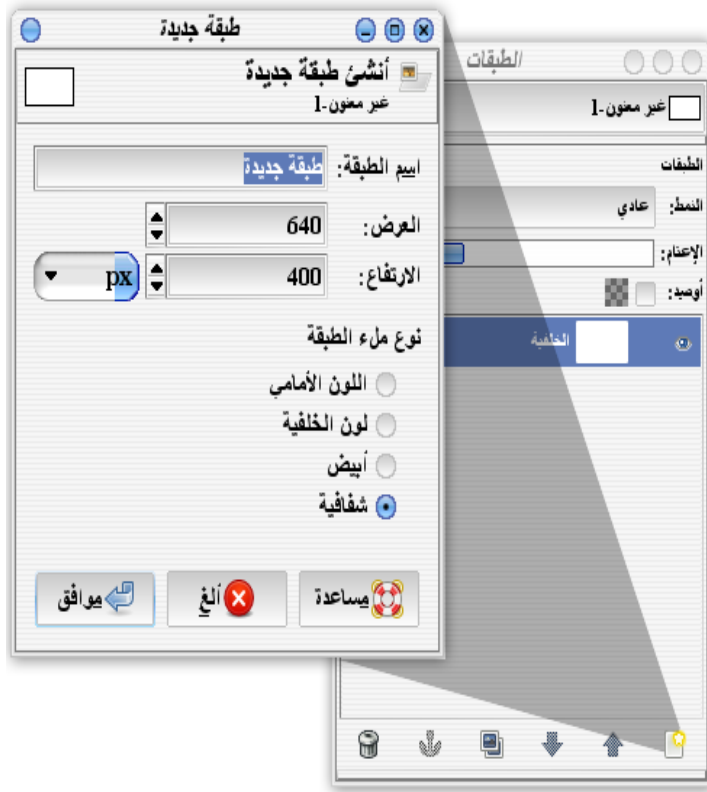 طبقة جديدة
أنشئ طبقة جديدة
غير معنون-1
اسم الطبقة: طبقة جديدة
العرض: 640
الارتفاع: 400 px
نوع ملء الطبقة
اللون الأمامي
لون الخلفية
أبيض
شفافية
مساعدة ألغ موافق
الطبقات
غير معنون-1
الطبقات
النمط: عادي
الإعتام:
أوصد:
الخلفية